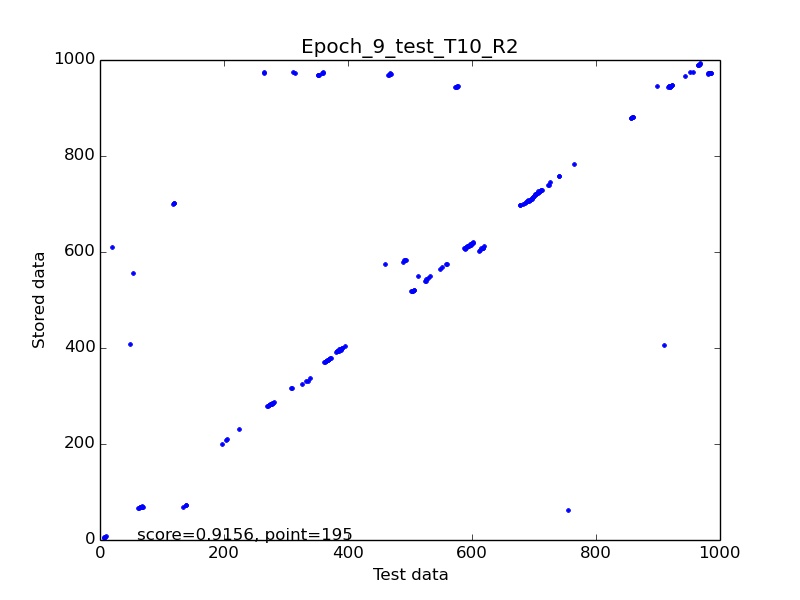 Epoch_9_test_T10_R2
1000
800
600
400
200
0
Stored data
score=0.9156, point=195
0 200 400 600 800 1000
Test data